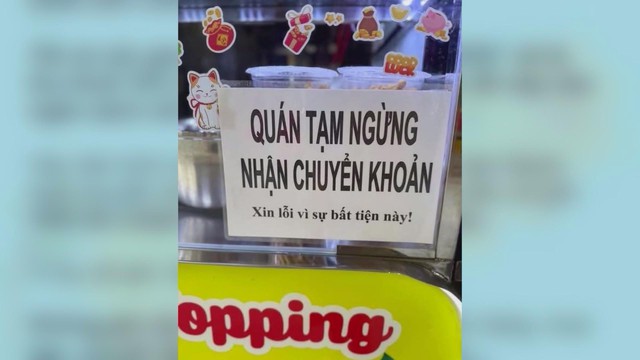 QUÁN TẠM NGỪNG
NHẬN CHUYỂN KHOẢN
Xin lỗi vì sự bất tiện này!
opping